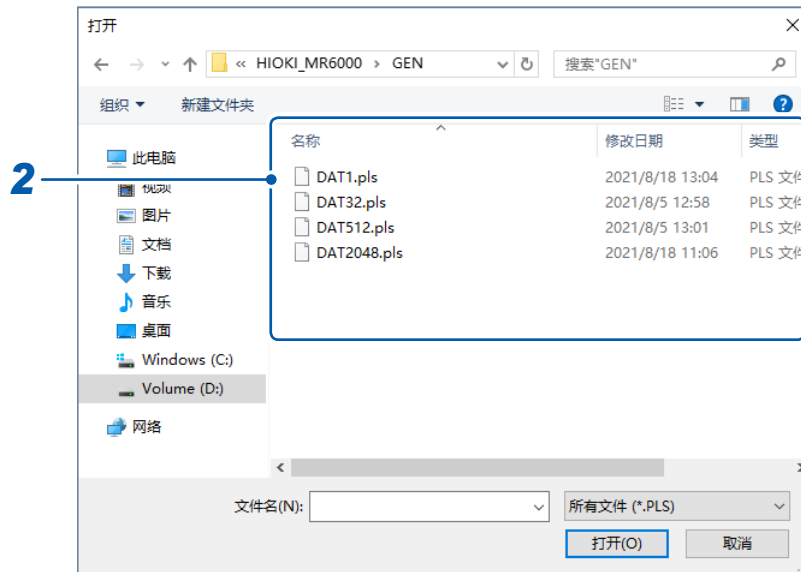 打开
« HIOKI_MR6000 > GEN
搜索"GEN"
组织 新建文件夹
名称 修改日期 类型
DAT1.pls 2021/8/18 13:04 PLS 文件
DAT32.pls 2021/8/5 12:58 PLS 文件
DAT512.pls 2021/8/5 13:01 PLS 文件
DAT2048.pls 2021/8/18 11:06 PLS 文件
2
此电脑
视频
图片
文档
下载
音乐
桌面
Windows (C:)
Volume (D:)
网络
文件名(N):
所有文件 (*.PLS)
打开(O) 取消